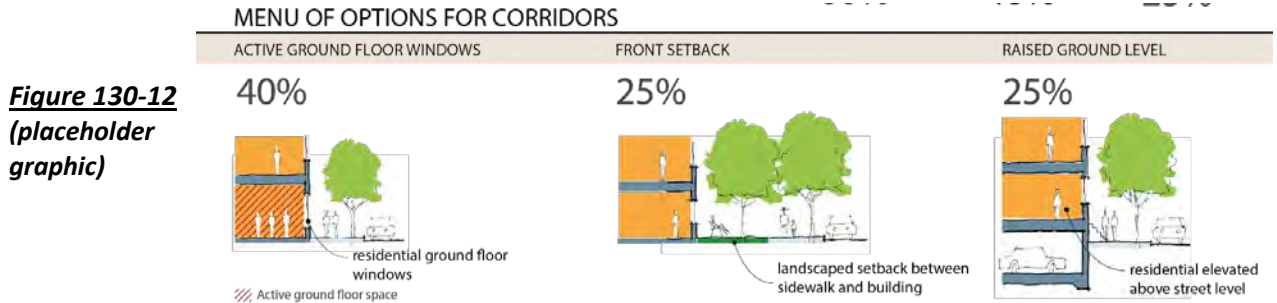 MENU OF OPTIONS FOR CORRIDORS
ACTIVE GROUND FLOOR WINDOWS
FRONT SETBACK
RAISED GROUND LEVEL
Figure 130-12
(placeholder
graphic)
40%
25%
25%
residential ground floor
windows
Active ground floor space
landscaped setback between
sidewalk and building
residential elevated
above street level